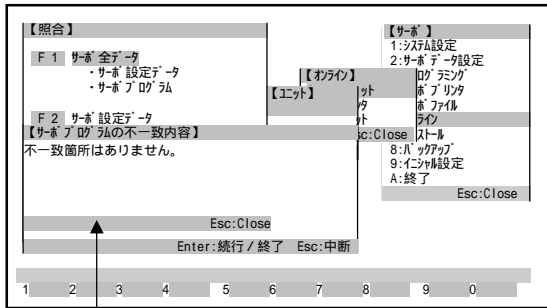 【照合】
F 1 ｻｰﾎﾞ全ﾃﾞｰﾀ
・ｻｰﾎﾞ設定データ
・ｻｰﾎﾞﾌﾟﾛｸﾞﾗﾑ
F 2 ｻｰﾎﾞ設定データ
【ｻｰﾎﾞﾌﾟﾛｸﾞﾗﾑの不一致内容】
不一致箇所はありません。
Esc:Close
Enter:続行/終了 Esc:中断
【ﾕﾆｯﾄ】
【ｵﾝﾗｲﾝ】
ｯﾄ
ﾀ
ｯﾄ
sc:Close
【ｻｰﾎﾞ】
1:ｼｽﾃﾑ設定
2:ｻｰﾎﾞﾃﾞｰﾀ設定
ﾛｸﾞﾗﾐﾝｸﾞ
ﾎﾞﾌﾟﾘﾝﾀ
ﾎﾞﾌｧｲﾙ
ﾗｲﾝ
ｽﾄｰﾙ
8:ﾊﾞｯｸｱｯﾌﾟ
9:ｲﾆｼｬﾙ設定
A:終了
Esc:Close
1 2 3 4 5 6 7 8 9 0